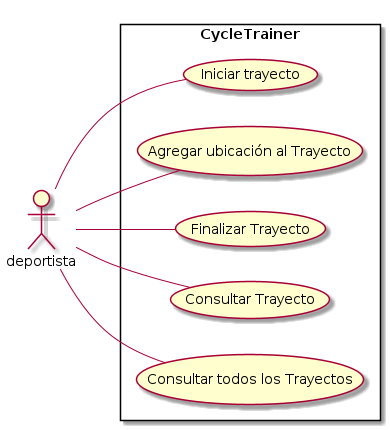 CycleTrainer
Iniciar trayecto
Agregar ubicación al Trayecto
Finalizar Trayecto
deportista
Consultar Trayecto
Consultar todos los Trayectos